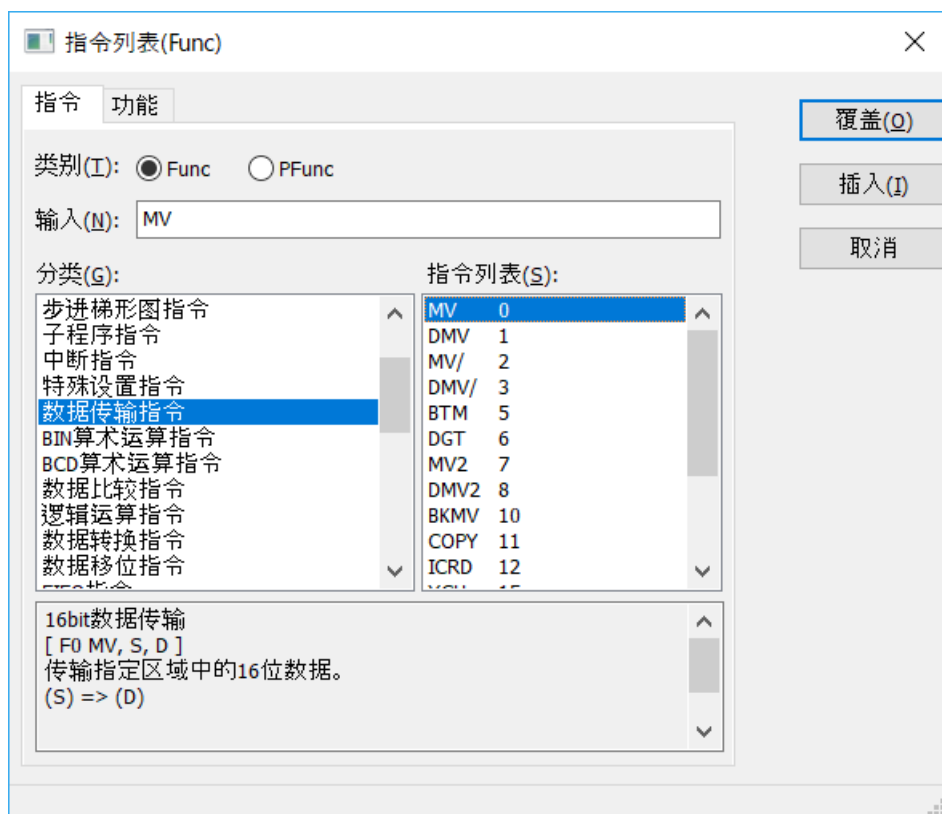 指令列表(Func)
指令 功能
类别(T): Func PFunc
输入(N): MV
分类(G):
步进梯形图指令
子程序指令
中断指令
特殊设置指令
数据传输指令
BIN算术运算指令
BCD算术运算指令
数据比较指令
逻辑运算指令
数据转换指令
数据移位指令
指令列表(S):
MV 0
DMV 1
MV/ 2
DMV/ 3
BTM 5
DGT 6
MV2 7
DMV2 8
BKMV 10
COPY 11
ICRD 12
16bit数据传输
[ F0 MV, S, D ]
传输指定区域中的16位数据。
(S) => (D)
覆盖(O)
插入(I)
取消